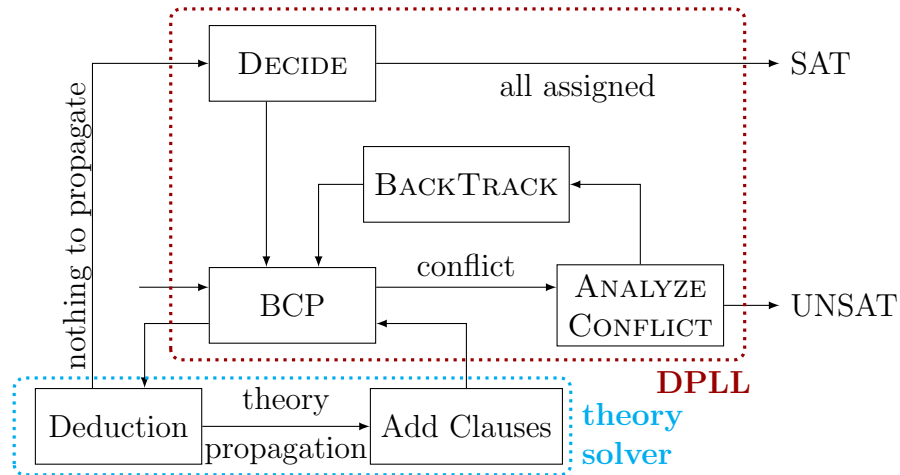 DECIDE
SAT
all assigned
nothing to propagate
BACKTRACK
conflict
BCP
ANALYZE
CONFLICT
UNSAT
DPLL
Deduction
theory
propagation
Add Clauses
theory
solver